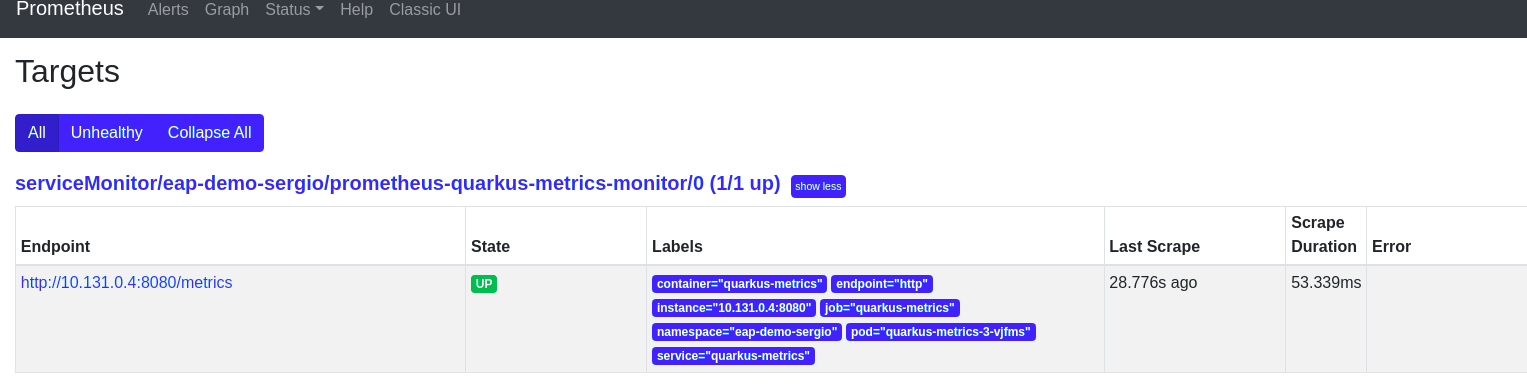 Prometheus Alerts Graph Status Help Classic UI
Targets
All Unhealthy Collapse All
serviceMonitor/eap-demo-sergio/prometheus-quarkus-metrics-monitor/0 (1/1 up) show less
Endpoint State Labels Last Scrape Scrape Duration Error
http://10.131.0.4:8080/metrics UP container="quarkus-metrics" endpoint="http" 28.776s ago 53.339ms
instance="10.131.0.4:8080" job="quarkus-metrics"
namespace="eap-demo-sergio" pod="quarkus-metrics-3-vjfms"
service="quarkus-metrics"